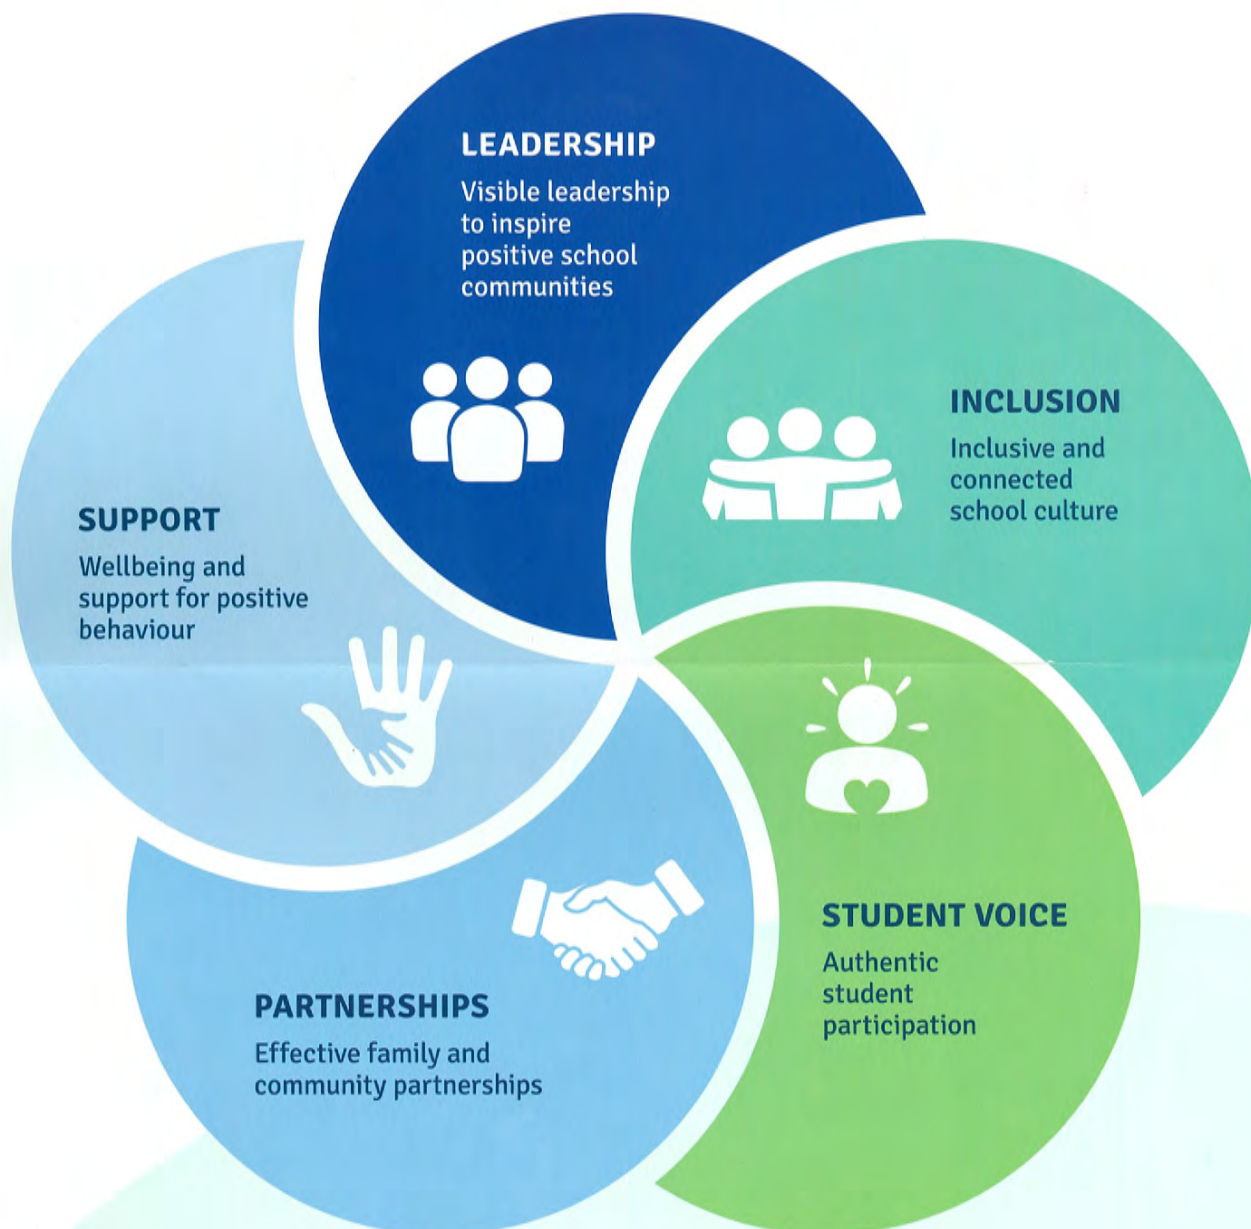 LEADERSHIP
Visible leadership
to inspire
positive school
communities
INCLUSION
Inclusive and
connected
school culture
STUDENT VOICE
Authentic
student
participation
PARTNERSHIPS
Effective family and
community partnerships
SUPPORT
Wellbeing and
support for positive
behaviour